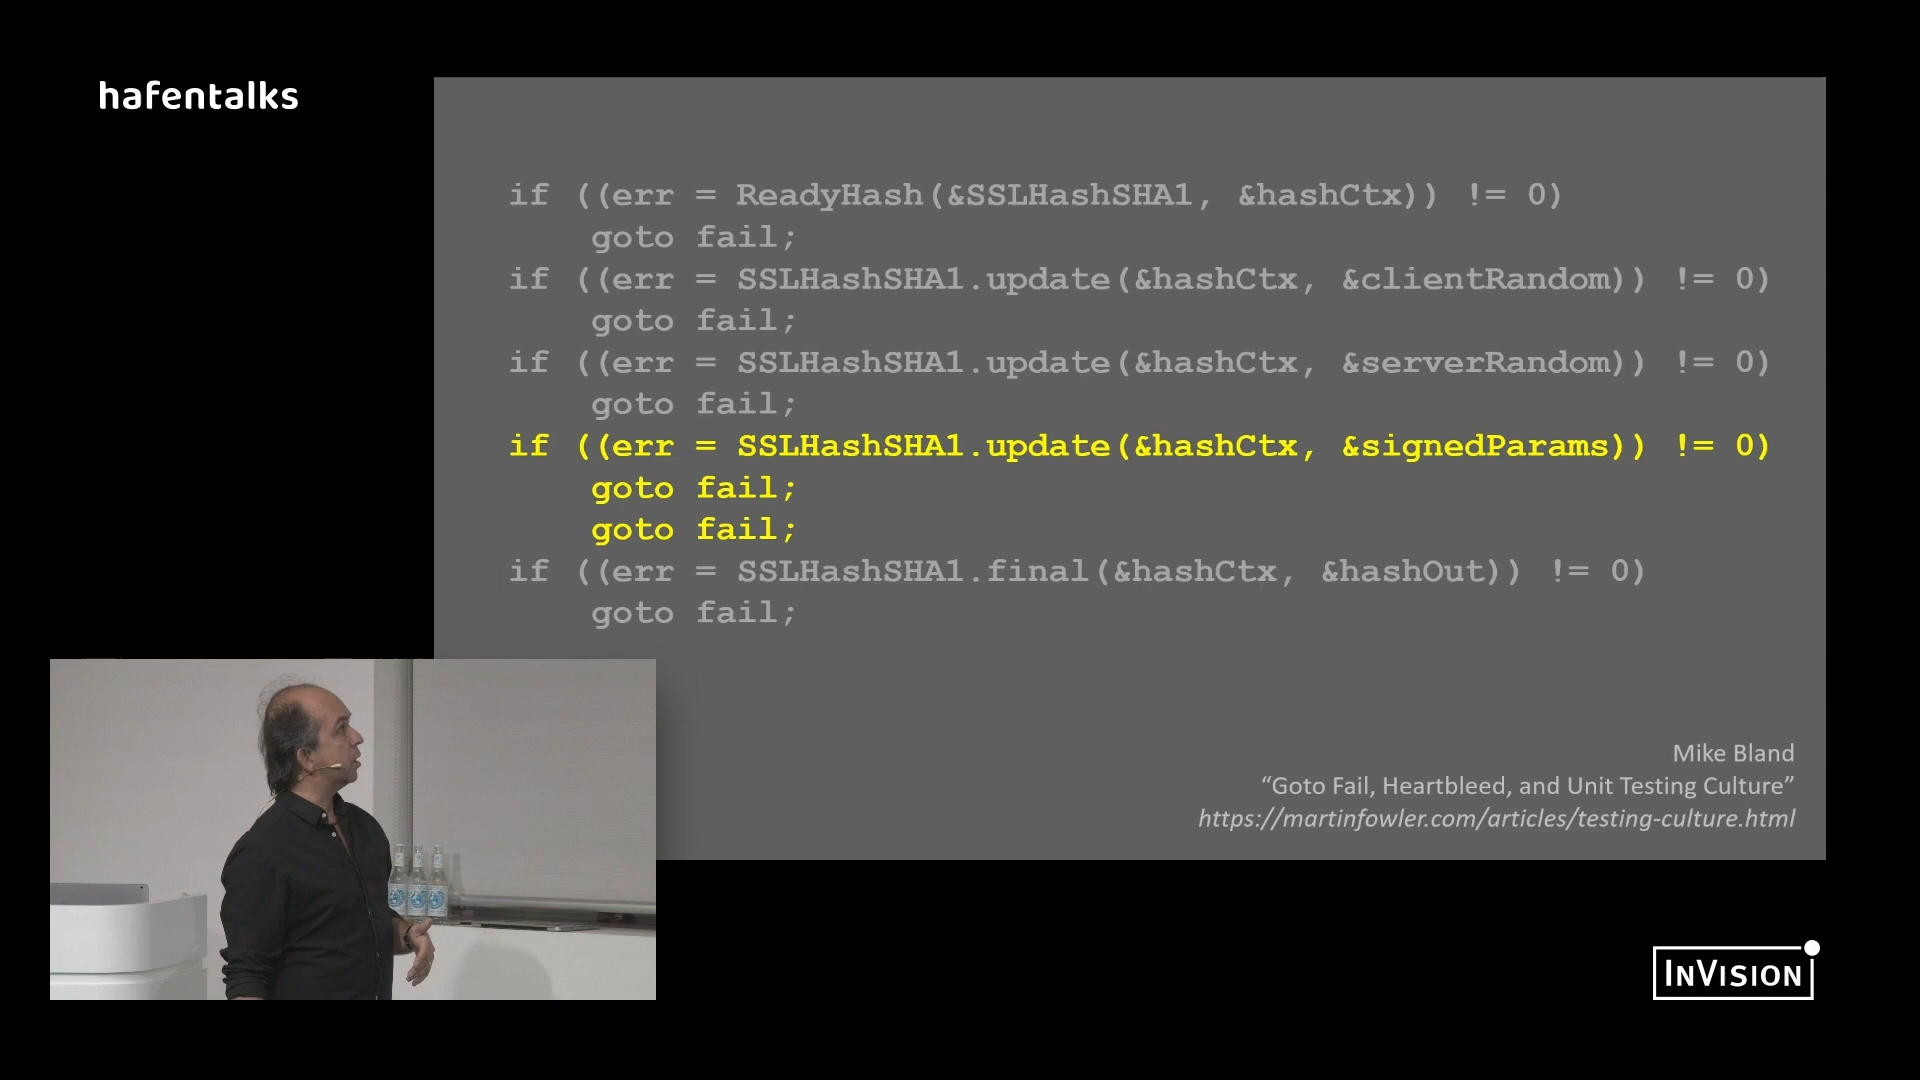 hafentalks
if ((err = ReadyHash(&SSLHashSHA1, &hashCtx)) != 0)
goto fail;
if ((err = SSLHashSHA1.update(&hashCtx, &clientRandom)) != 0)
goto fail;
if ((err = SSLHashSHA1.update(&hashCtx, &serverRandom)) != 0)
goto fail;
if ((err = SSLHashSHA1.update(&hashCtx, &signedParams)) != 0)
goto fail;
goto fail;
if ((err = SSLHashSHA1.final(&hashCtx, &hashOut)) != 0)
goto fail;
Mike Bland
“Goto Fail, Heartbleed, and Unit Testing Culture”
https://martinfowler.com/articles/testing-culture.html
INVISION